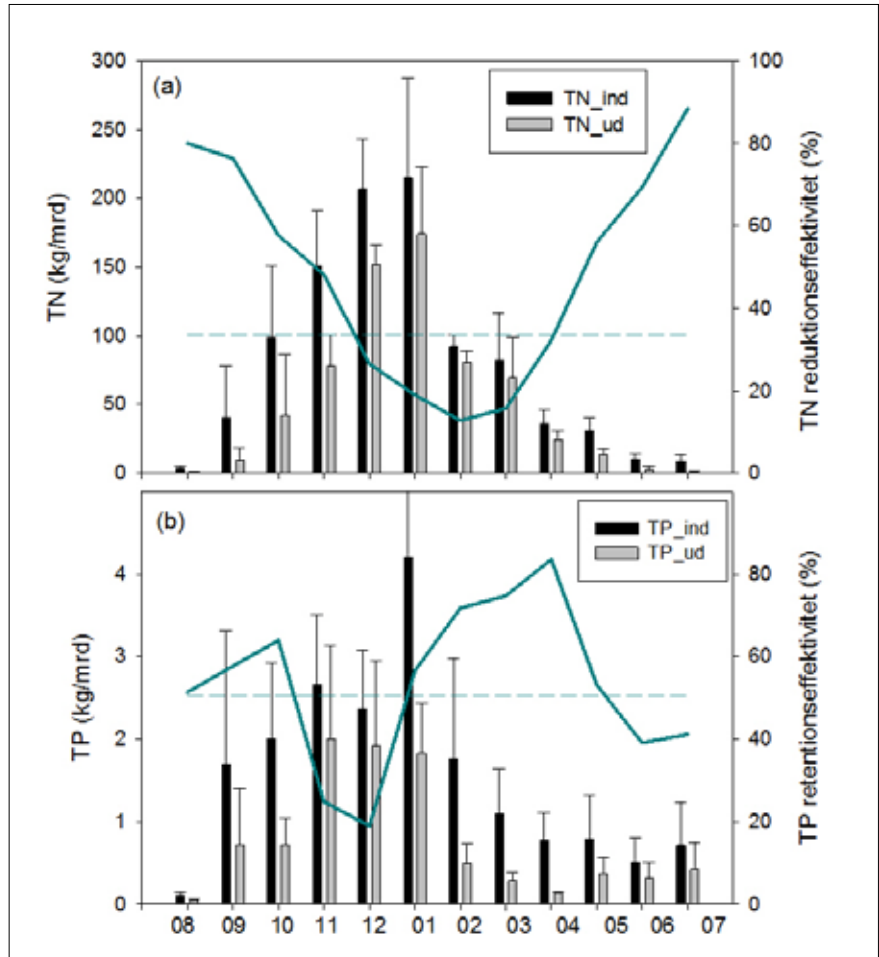 (a)
TN_ind
TN_ud
300
250
200
150
100
50
0
TN (kg/mrd)
100
80
60
40
20
0
TN reduktionseffektivitet (%)
(b)
TP_ind
TP_ud
4
3
2
1
0
TP (kg/mrd)
80
60
40
20
0
TP retentionseffektivitet (%)
08 09 10 11 12 01 02 03 04 05 06 07